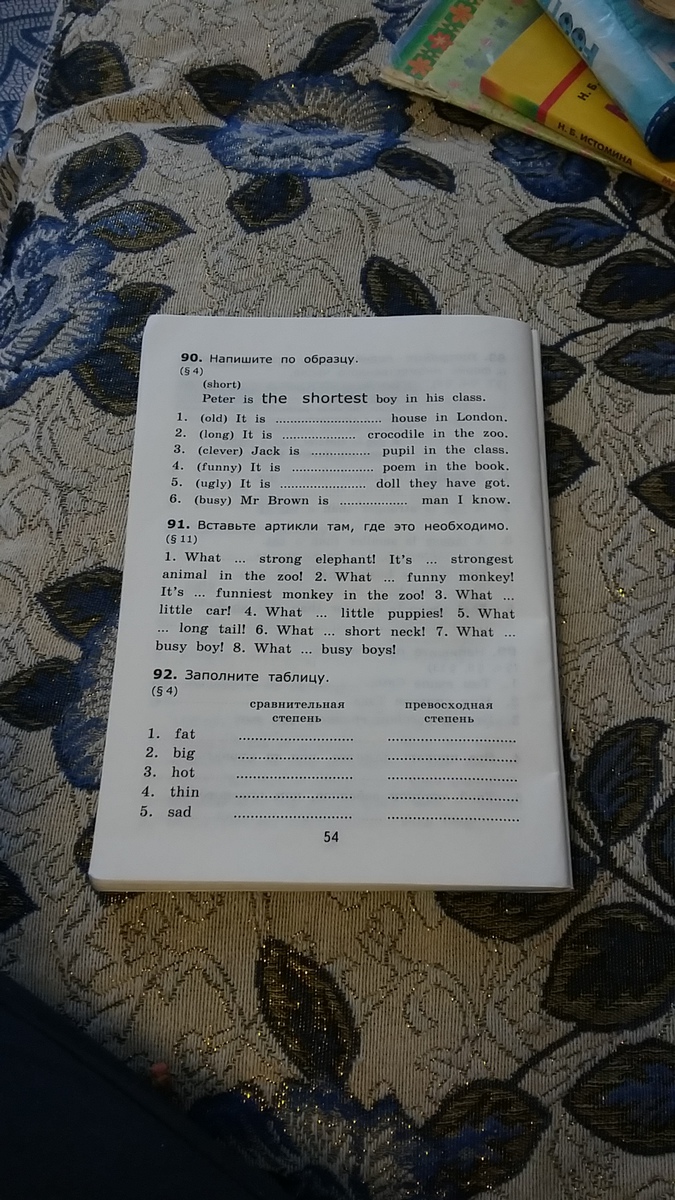 Н. Б.
Н. Б. ИСТОМИНА
90. Напишите по образцу.
(§ 4)
(short)
Peter is the shortest boy in his class.
1. (old) It is ............................ house in London.
2. (long) It is .................... crocodile in the zoo.
3. (clever) Jack is ................ pupil in the class.
4. (funny) It is ...................... poem in the book.
5. (ugly) It is ....................... doll they have got.
6. (busy) Mr Brown is .................. man I know.
91. Вставьте артикли там, где это необходимо.
(§ 11)
1. What ... strong elephant! It's ... strongest
animal in the zoo! 2. What ... funny monkey!
It's ... funniest monkey in the zoo! 3. What ...
little car! 4. What ... little puppies! 5. What
... long tail! 6. What ... short neck! 7. What ...
busy boy! 8. What ... busy boys!
92. Заполните таблицу.
(§ 4)
сравнительная степень превосходная степень
1. fat .............................. ..................................
2. big .............................. ..................................
3. hot .............................. ..................................
4. thin .............................. ..................................
5. sad .............................. ..................................
54